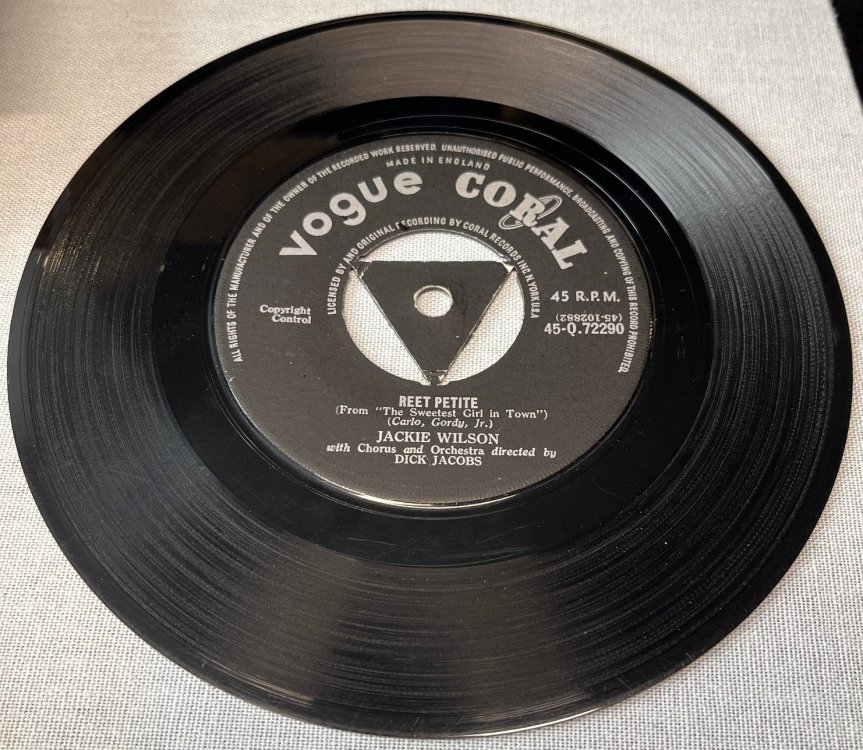 ALL RIGHTS OF THE MANUFACTURER AND OF THE OWNER OF THE RECORDED WORK RESERVED. UNAUTHORISED PUBLIC PERFORMANCE, BROADCASTING AND COPYING OF THIS RECORD PROHIBITED.
MADE IN ENGLAND
Vogue CORAL
LICENSED BY AND ORIGINAL RECORDING BY CORAL RECORDS INC. N. YORK U.S.A
Copyright
Control
45 R.P.M.
(45-102882)
45-Q.72290
REET PETITE
(From "The Sweetest Girl in Town")
(Carlo, Gordy, Jr.)
JACKIE WILSON
with Chorus and Orchestra directed by
DICK JACOBS